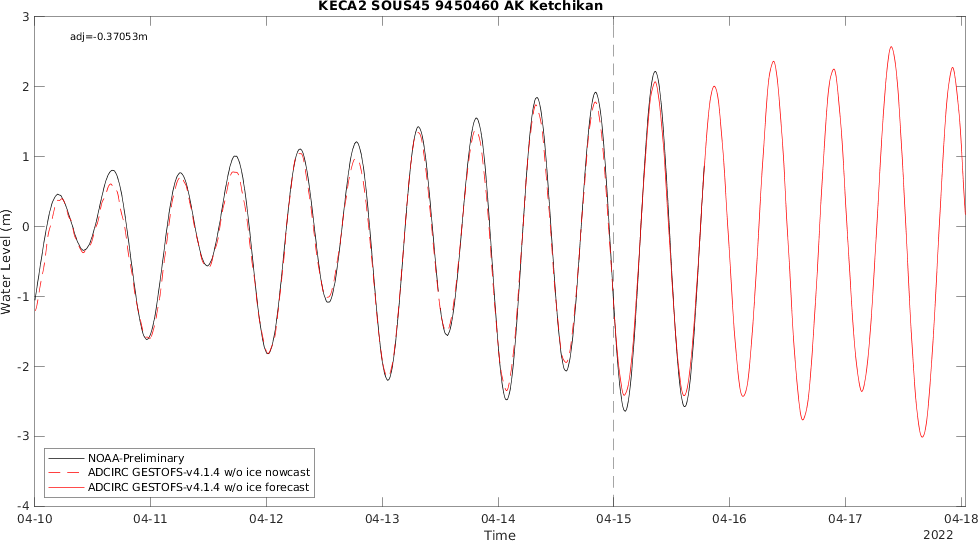 KECA2 SOUS45 9450460 AK Ketchikan
adj=-0.37053m
3
2
1
0
-1
-2
-3
-4
Water Level (m)
NOAA-Preliminary
ADCIRC GESTOFS-v4.1.4 w/o ice nowcast
ADCIRC GESTOFS-v4.1.4 w/o ice forecast
04-10 04-11 04-12 04-13 04-14 04-15 04-16 04-17 04-18
Time
2022